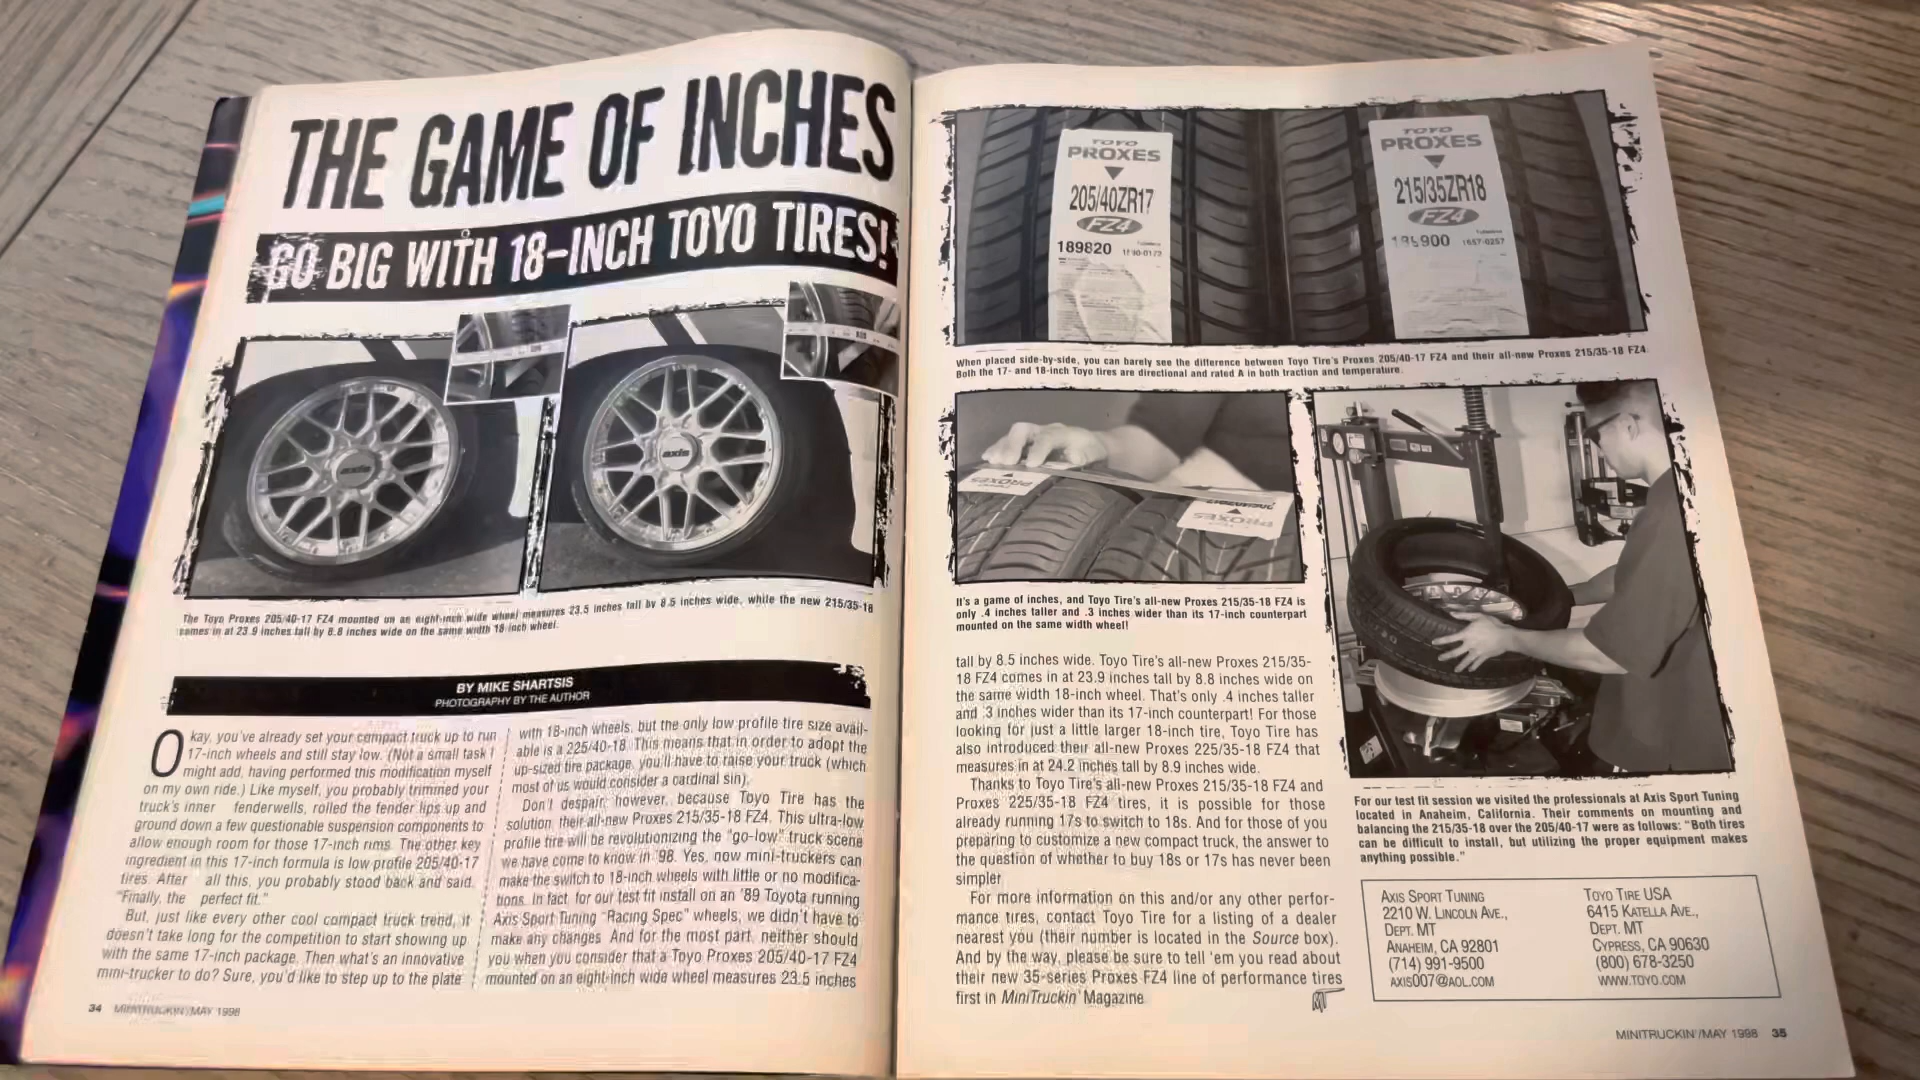 THE GAME OF INCHES
GO BIG WITH 18-INCH TOYO TIRES!
axis
axis
The Toyo Proxes 205/40-17 FZ4 mounted on an eight-inch wide wheel measures 23.5 inches tall by 8.5 inches wide, while the new 215/35-18
comes in at 23.9 inches tall by 8.8 inches wide on the same width 18 inch wheel.
BY MIKE SHARTSIS
PHOTOGRAPHY BY THE AUTHOR
Okay, you've already set your compact truck up to run
17-inch wheels and still stay low. (Not a small task I
might add, having performed this modification myself
on my own ride.) Like myself, you probably trimmed your
truck's inner fenderwells, rolled the fender lips up and
ground down a few questionable suspension components to
allow enough room for those 17-inch rims. The other key
ingredient in this 17-inch formula is low profile 205/40-17
tires. After all this, you probably stood back and said,
"Finally, the perfect fit."
But, just like every other cool compact truck trend, it
doesn't take long for the competition to start showing up
with the same 17-inch package. Then what's an innovative
mini-trucker to do? Sure, you'd like to step up to the plate
with 18-inch wheels, but the only low profile tire size avail-
able is a 225/40-18. This means that in order to adopt the
up-sized tire package, you'll have to raise your truck (which
most of us would consider a cardinal sin).
Don't despair, however, because Toyo Tire has the
solution, their all-new Proxes 215/35-18 FZ4. This ultra-low
profile tire will be revolutionizing the "go-low" truck scene
we have come to know in '98. Yes, now mini-truckers can
make the switch to 18-inch wheels with little or no modifica-
tions. In fact, for our test fit install on an '89 Toyota running
Axis Sport Tuning "Racing Spec" wheels, we didn't have to
make any changes. And for the most part, neither should
you when you consider that a Toyo Proxes 205/40-17 FZ4
mounted on an eight-inch wide wheel measures 23.5 inches
34 MINITRUCKIN'/MAY 1998
TOYO
PROXES
205/40ZR17
FZ4
189820
TOYO
PROXES
215/35ZR18
FZ4
1657-0257
When placed side-by-side, you can barely see the difference between Toyo Tire's Proxes 205/40-17 FZ4 and their all-new Proxes 215/35-18 FZ4.
Both the 17- and 18-inch Toyo tires are directional and rated A in both traction and temperature.
PROXES
PROXES
It's a game of inches, and Toyo Tire's all-new Proxes 215/35-18 FZ4 is
only .4 inches taller and .3 inches wider than its 17-inch counterpart
mounted on the same width wheel!
tall by 8.5 inches wide. Toyo Tire's all-new Proxes 215/35-
18 FZ4 comes in at 23.9 inches tall by 8.8 inches wide on
the same width 18-inch wheel. That's only .4 inches taller
and .3 inches wider than its 17-inch counterpart! For those
looking for just a little larger 18-inch tire, Toyo Tire has
also introduced their all-new Proxes 225/35-18 FZ4 that
measures in at 24.2 inches tall by 8.9 inches wide.
Thanks to Toyo Tire's all-new Proxes 215/35-18 FZ4 and
Proxes 225/35-18 FZ4 tires, it is possible for those
already running 17s to switch to 18s. And for those of you
preparing to customize a new compact truck, the answer to
the question of whether to buy 18s or 17s has never been
simpler.
For more information on this and/or any other perfor-
mance tires, contact Toyo Tire for a listing of a dealer
nearest you (their number is located in the Source box).
And by the way, please be sure to tell 'em you read about
their new 35-series Proxes FZ4 line of performance tires
first in MiniTruckin' Magazine.
MT
For our test fit session we visited the professionals at Axis Sport Tuning
located in Anaheim, California. Their comments on mounting and
balancing the 215/35-18 over the 205/40-17 were as follows: "Both tires
can be difficult to install, but utilizing the proper equipment makes
anything possible."
AXIS SPORT TUNING
2210 W. LINCOLN AVE.,
DEPT. MT
ANAHEIM, CA 92801
(714) 991-9500
AXIS007@AOL.COM
TOYO TIRE USA
6415 KATELLA AVE.,
DEPT. MT
CYPRESS, CA 90630
(800) 678-3250
WWW.TOYO.COM
MINITRUCKIN'/MAY 1998 35